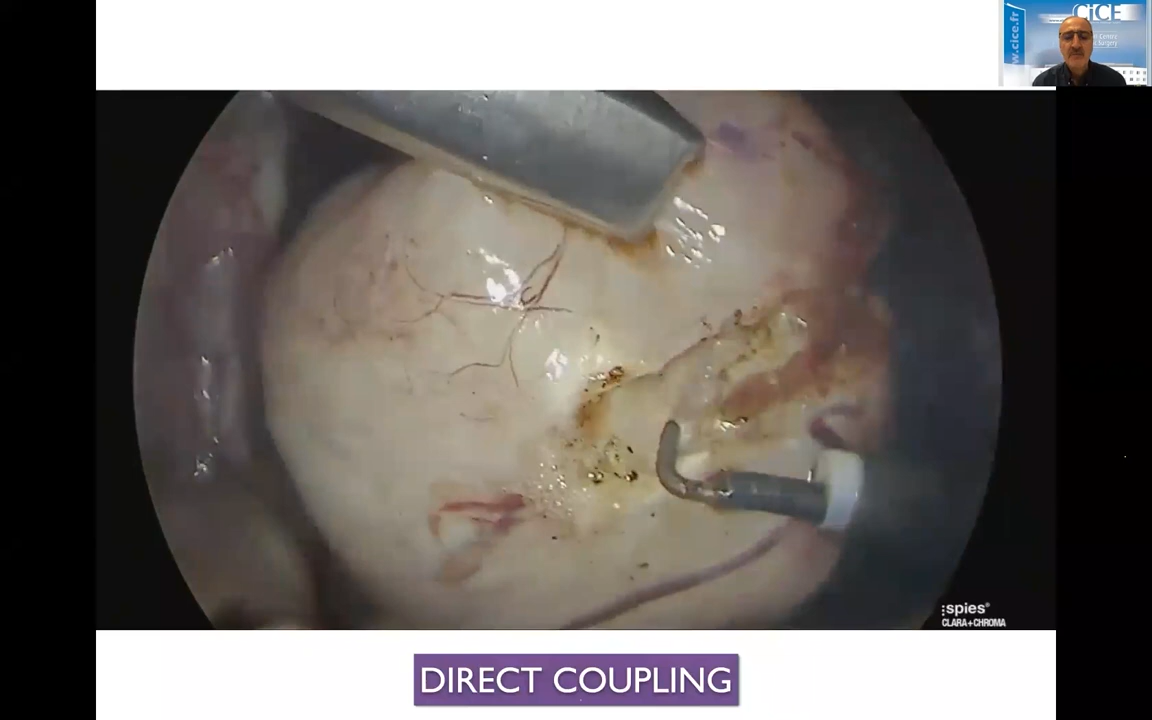 CiCE
www.cice.fr
:spies®
CLARA+CHROMA
DIRECT COUPLING